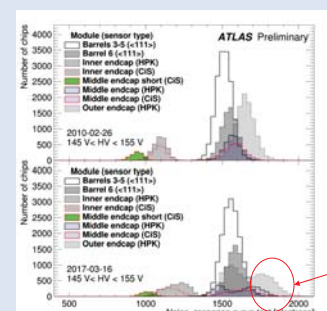 ATLAS Preliminary
Number of chips
4000
3500
3000
2500
2000
1500
1000
500
0
Module (sensor type)
Barrels 3-5 (<111>)
Barrel 6 (<111>)
Inner endcap (HPK)
Inner endcap (CiS)
Middle endcap short (CiS)
Middle endcap (HPK)
Middle endcap (CiS)
Outer endcap (HPK)
2010-02-26
145 V< HV < 155 V
Number of chips
4000
3500
3000
2500
2000
1500
1000
500
0
Module (sensor type)
Barrels 3-5 (<111>)
Barrel 6 (<111>)
Inner endcap (HPK)
Inner endcap (CiS)
Middle endcap short (CiS)
Middle endcap (HPK)
Middle endcap (CiS)
Outer endcap (HPK)
2017-03-16
145 V < HV < 155 V
500 1000 1500 2000